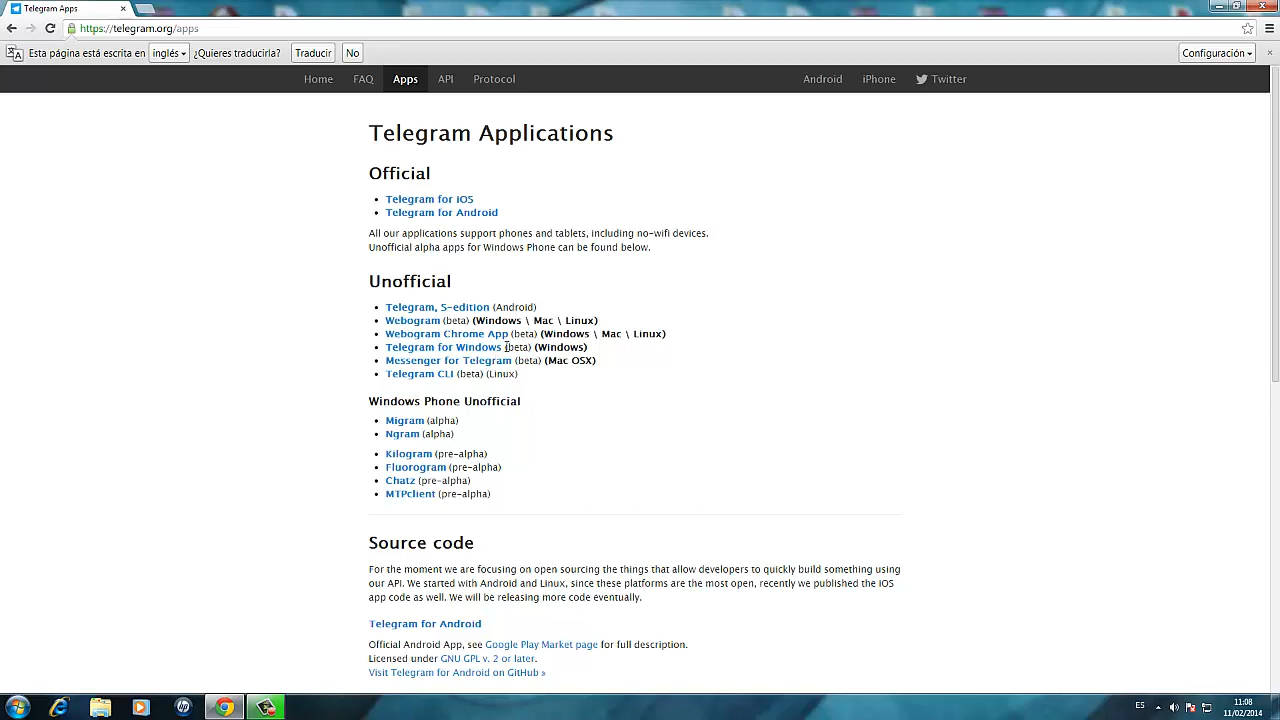 Telegram Apps
https://telegram.org/apps
Esta página está escrita en inglés ¿Quieres traducirla? Traducir No Configuración
Home FAQ Apps API Protocol Android iPhone Twitter
Telegram Applications
Official
Telegram for iOS
Telegram for Android
All our applications support phones and tablets, including no-wifi devices.
Unofficial alpha apps for Windows Phone can be found below.
Unofficial
Telegram, S-edition (Android)
Webogram (beta) (Windows \ Mac \ Linux)
Webogram Chrome App (beta) (Windows \ Mac \ Linux)
Telegram for Windows (beta) (Windows)
Messenger for Telegram (beta) (Mac OSX)
Telegram CLI (beta) (Linux)
Windows Phone Unofficial
Migram (alpha)
Ngram (alpha)
Kilogram (pre-alpha)
Fluorogram (pre-alpha)
Chatz (pre-alpha)
MTPclient (pre-alpha)
Source code
For the moment we are focusing on open sourcing the things that allow developers to quickly build something using
our API. We started with Android and Linux, since these platforms are the most open, recently we published the iOS
app code as well. We will be releasing more code eventually.
Telegram for Android
Official Android App, see Google Play Market page for full description.
Licensed under GNU GPL v. 2 or later.
Visit Telegram for Android on GitHub »
ES
11:08
11/02/2014